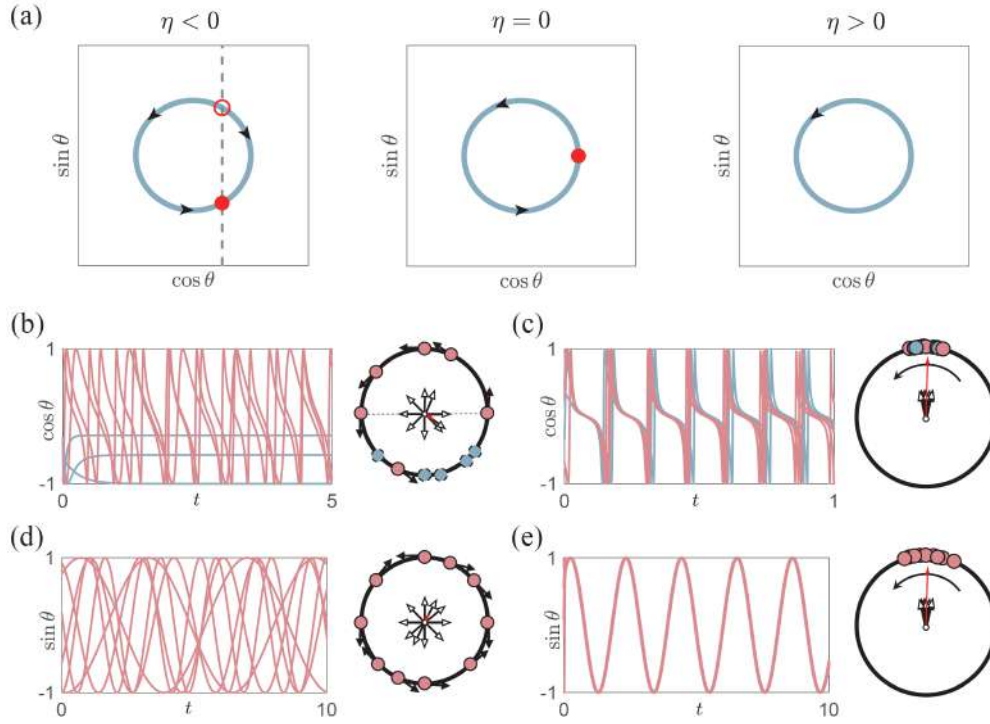 (a)
η < 0
η = 0
η > 0
sin θ
sin θ
sin θ
cos θ
cos θ
cos θ
(b)
(c)
1
cos θ
-1
0
t
5
1
cos θ
-1
0
t
1
(d)
(e)
1
sin θ
-1
0
t
10
1
sin θ
-1
0
t
10